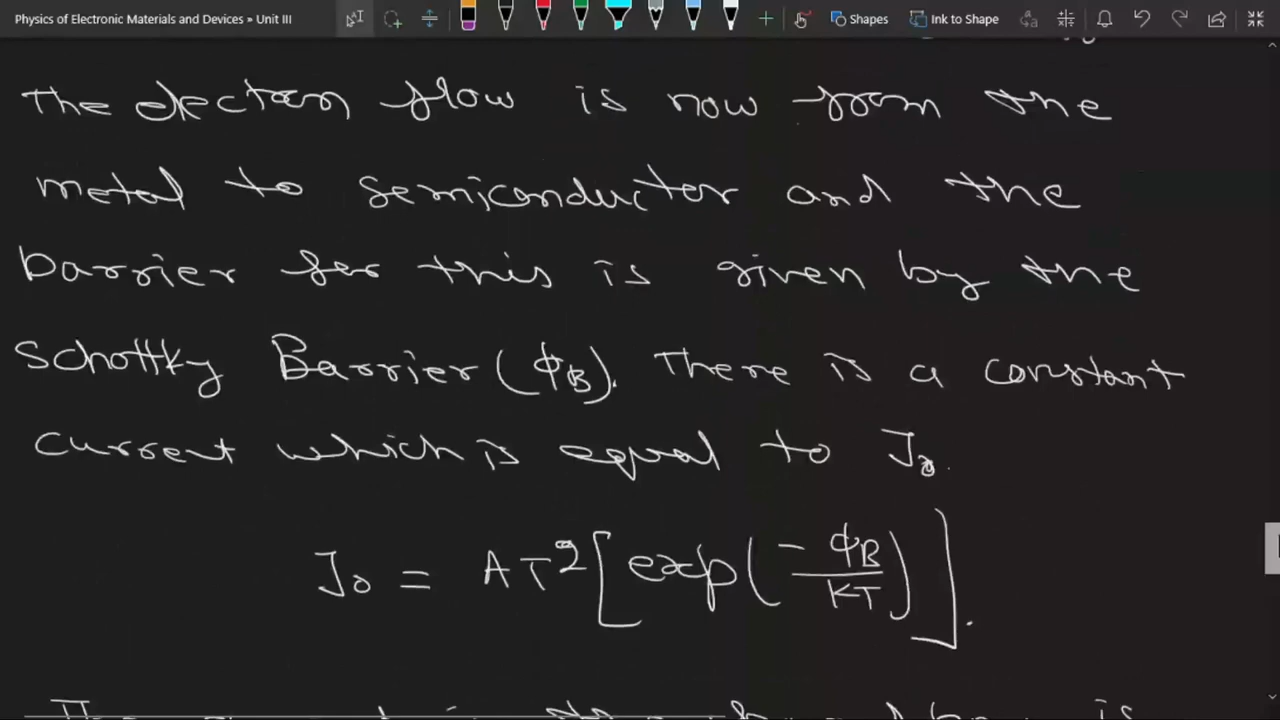 Physics of Electronic Materials and Devices » Unit III
Shapes
Ink to Shape
The electron flow is now from the
metal to semiconductor and the
barrier for this is given by the
Schottky Barrier (ΦB). There is a constant
current which is equal to J0.
J0 = AT²[exp(-ΦB/KT)].
is